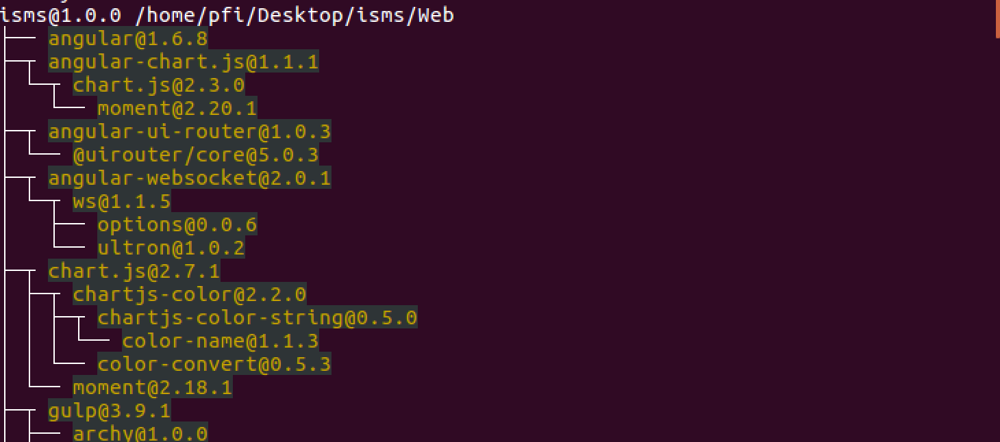 isms@1.0.0 /home/pfi/Desktop/isms/Web
angular@1.6.8
angular-chart.js@1.1.1
chart.js@2.3.0
moment@2.20.1
angular-ui-router@1.0.3
@uirouter/core@5.0.3
angular-websocket@2.0.1
ws@1.1.5
options@0.0.6
ultron@1.0.2
chart.js@2.7.1
chartjs-color@2.2.0
chartjs-color-string@0.5.0
color-name@1.1.3
color-convert@0.5.3
moment@2.18.1
gulp@3.9.1
archy@1.0.0